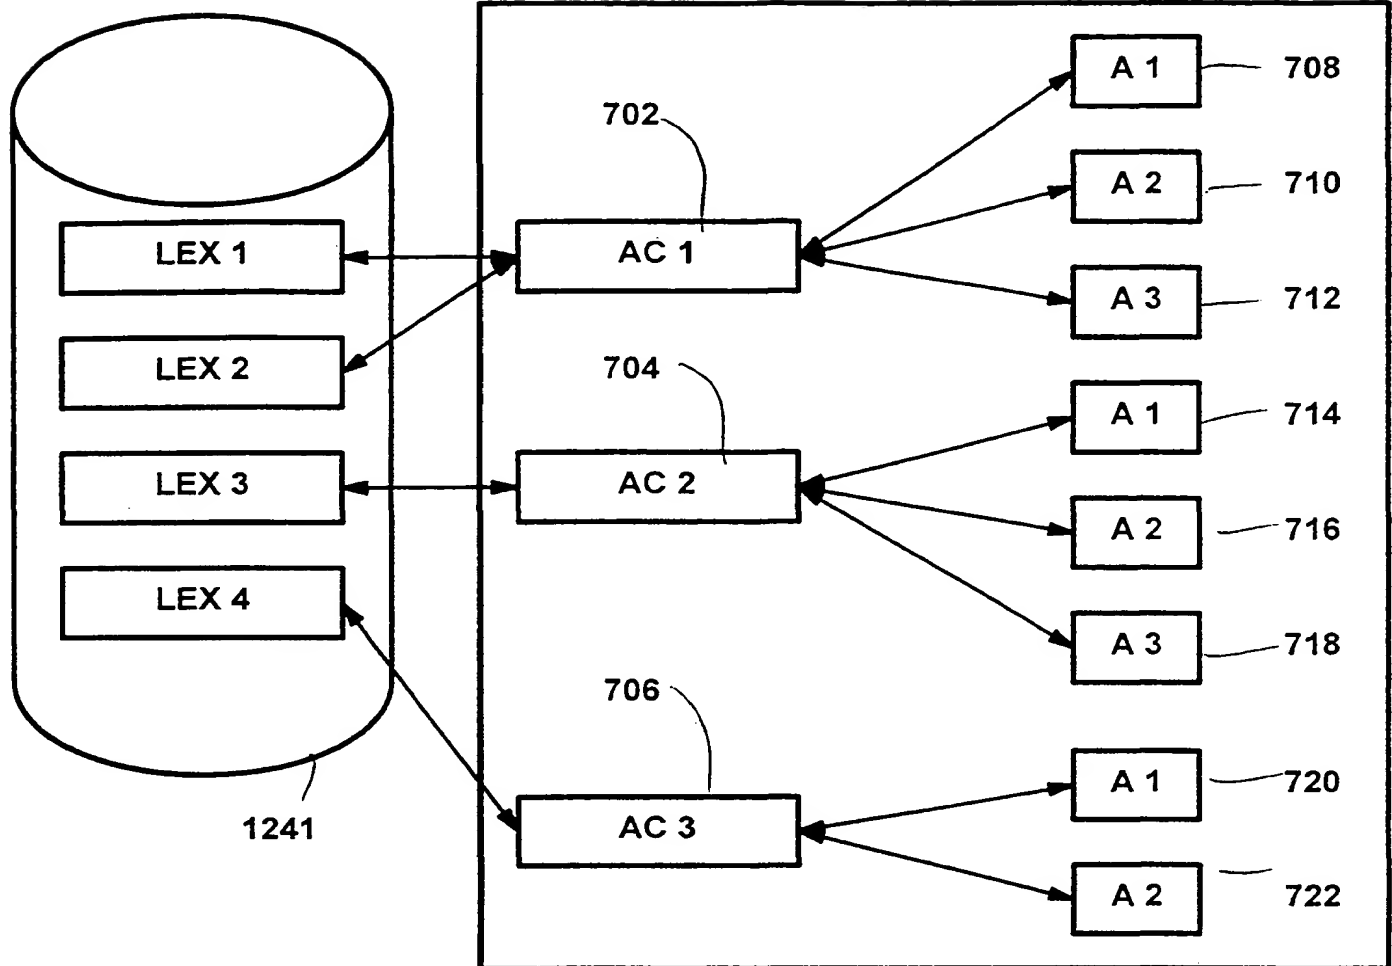 A 1 708
702
A 2 710
LEX 1 AC 1
A 3 712
LEX 2 704
A 1 714
LEX 3 AC 2
A 2 716
LEX 4
A 3 718
706
A 1 720
1241 AC 3
A 2 722